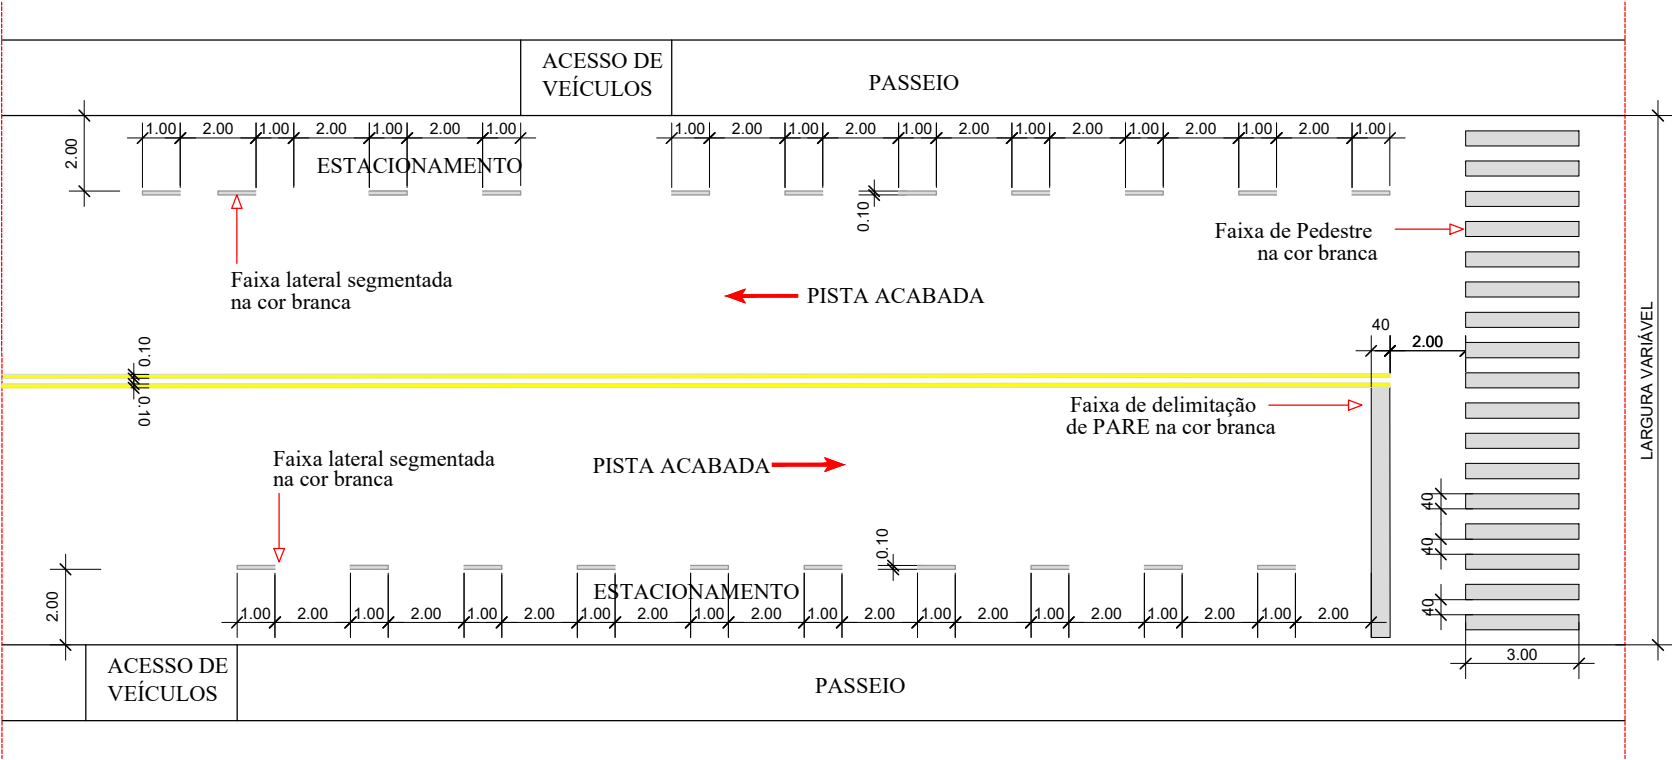 ACESSO DE
VEÍCULOS
PASSEIO
1.00 2.00 1.00 2.00 1.00 2.00 1.00 1.00 2.00 1.00 2.00 1.00 2.00 1.00 2.00 1.00 2.00 1.00 2.00 1.00
2.00
ESTACIONAMENTO
0.10
Faixa de Pedestre
na cor branca
Faixa lateral segmentada
na cor branca
PISTA ACABADA
LARGURA VARIÁVEL
40
2.00
0.10
0.10
Faixa de delimitação
de PARE na cor branca
Faixa lateral segmentada
na cor branca
PISTA ACABADA
40
40
40
0.10
ESTACIONAMENTO
2.00
1.00 2.00 1.00 2.00 1.00 2.00 1.00 2.00 1.00 2.00 1.00 2.00 1.00 2.00 1.00 2.00 1.00 2.00 1.00 2.00
3.00
ACESSO DE
VEÍCULOS
PASSEIO